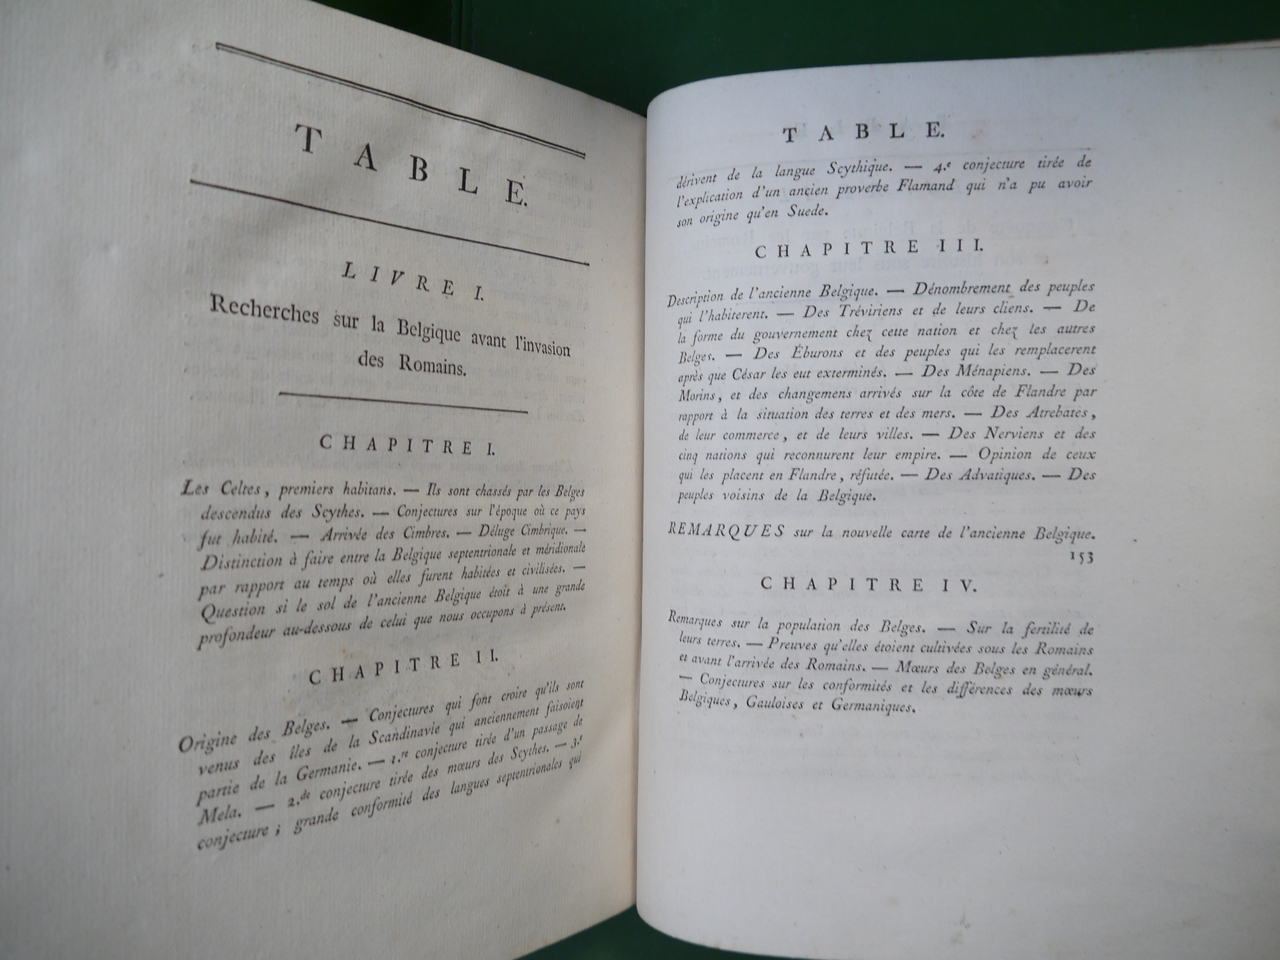 TABLE.
LIVRE I.
Recherches sur la Belgique avant l'invasion
des Romains.
CHAPITRE I.
Les Celtes, premiers habitans. — Ils sont chassés par les Belges
descendus des Scythes. — Conjectures sur l'époque où ce pays
fut habité. — Arrivée des Cimbres. — Déluge Cimbrique. —
Distinction à faire entre la Belgique septentrionale et méridionale
par rapport au temps où elles furent habitées et civilisées. —
Question si le sol de l'ancienne Belgique étoit à une grande
profondeur au-dessous de celui que nous occupons à présent.
CHAPITRE II.
Origine des Belges. — Conjectures qui font croire qu'ils sont
venus des îles de la Scandinavie qui anciennement faisoient
partie de la Germanie. — 1.re conjecture tirée d'un passage de
Mela. — 2.de conjecture tirée des mœurs des Scythes. — 3.e
conjecture ; grande conformité des langues septentrionales qui
TABLE.
dérivent de la langue Scythique. — 4.e conjecture tirée de
l'explication d'un ancien proverbe Flamand qui n'a pu avoir
son origine qu'en Suede.
CHAPITRE III.
Description de l'ancienne Belgique. — Dénombrement des peuples
qui l'habiterent. — Des Tréviriens et de leurs cliens. — De
la forme du gouvernement chez cette nation et chez les autres
Belges. — Des Éburons et des peuples qui les remplacerent
après que César les eut exterminés. — Des Ménapiens. — Des
Morins, et des changemens arrivés sur la côte de Flandre par
rapport à la situation des terres et des mers. — Des Atrebates,
de leur commerce, et de leurs villes. — Des Nerviens et des
cinq nations qui reconnurent leur empire. — Opinion de ceux
qui les placent en Flandre, réfutée. — Des Advatiques. — Des
peuples voisins de la Belgique.
REMARQUES sur la nouvelle carte de l'ancienne Belgique.
153
CHAPITRE IV.
Remarques sur la population des Belges. — Sur la fertilité de
leurs terres. — Preuves qu'elles étoient cultivées sous les Romains
et avant l'arrivée des Romains. — Mœurs des Belges en général.
— Conjectures sur les conformités et les différences des mœurs
Belgiques, Gauloises et Germaniques.